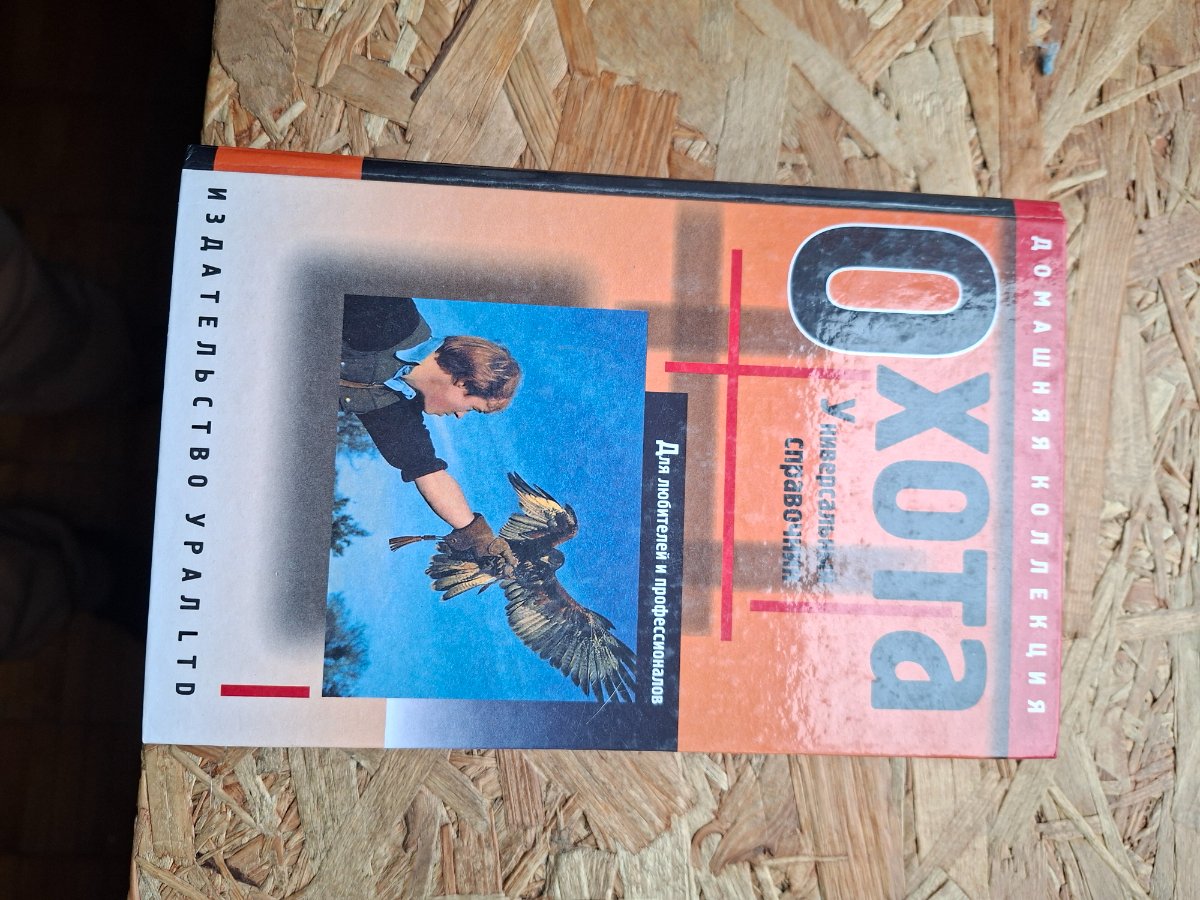 ДОМАШНЯЯ КОЛЛЕКЦИЯ
Охота
Универсальный
справочник
Для любителей и профессионалов
ИЗДАТЕЛЬСТВО УРАЛ LTD